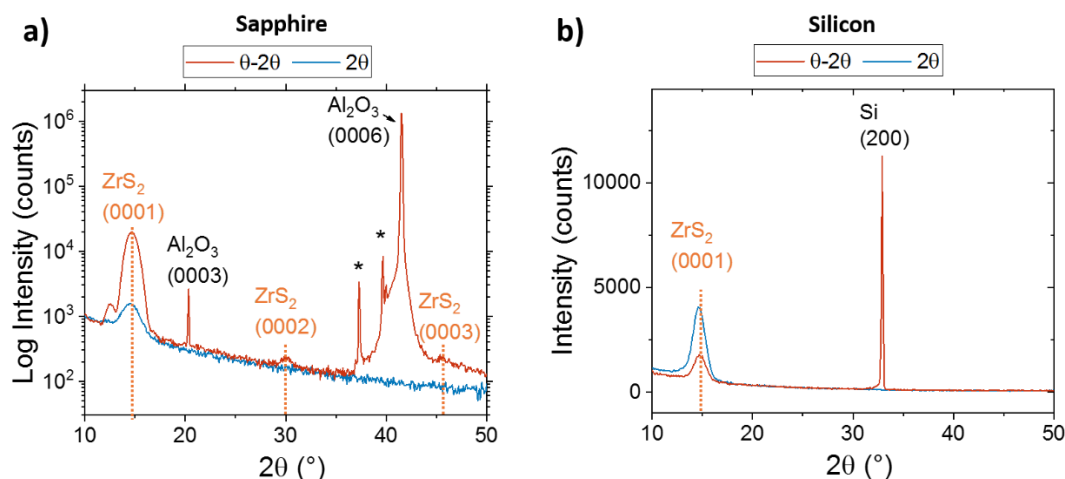 a)
Sapphire
θ-2θ 2θ
Log Intensity (counts)
10⁶
10⁵
10⁴
10³
10²
ZrS₂
(0001)
Al₂O₃
(0003)
ZrS₂
(0002)
*
*
Al₂O₃
(0006)
ZrS₂
(0003)
10 20 30 40 50
2θ (°)
b)
Silicon
θ-2θ 2θ
Intensity (counts)
10000
5000
0
ZrS₂
(0001)
Si
(200)
10 20 30 40 50
2θ (°)